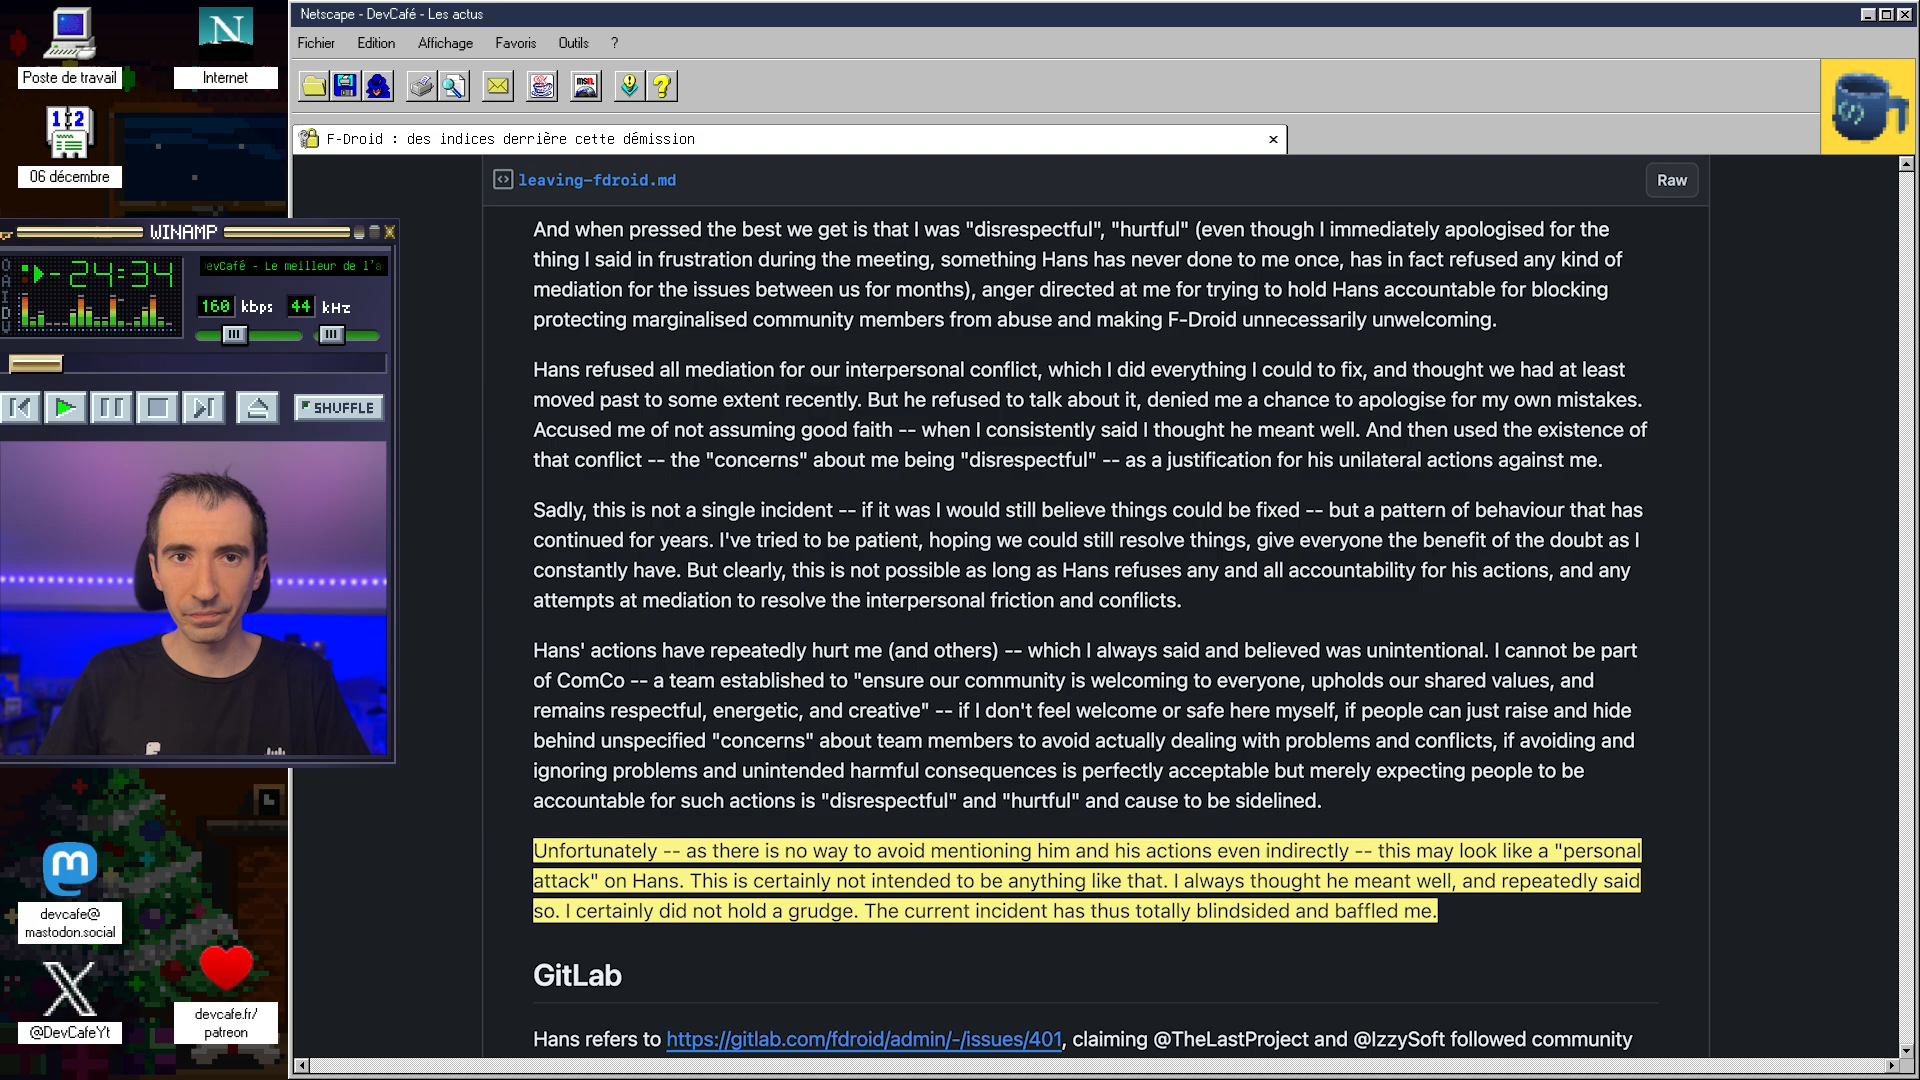 Poste de travail
Internet
06 décembre
WINAMP
-24:34
evCafé - Le meilleur de l'a
160 kbps 44 kHz
SHUFFLE
devcafe@
mastodon.social
@DevCafeYt
devcafe.fr/
patreon
Netscape - DevCafé - Les actus
Fichier Edition Affichage Favoris Outils ?
msn
F-Droid : des indices derrière cette démission
leaving-fdroid.md
Raw
And when pressed the best we get is that I was "disrespectful", "hurtful" (even though I immediately apologised for the
thing I said in frustration during the meeting, something Hans has never done to me once, has in fact refused any kind of
mediation for the issues between us for months), anger directed at me for trying to hold Hans accountable for blocking
protecting marginalised community members from abuse and making F-Droid unnecessarily unwelcoming.
Hans refused all mediation for our interpersonal conflict, which I did everything I could to fix, and thought we had at least
moved past to some extent recently. But he refused to talk about it, denied me a chance to apologise for my own mistakes.
Accused me of not assuming good faith -- when I consistently said I thought he meant well. And then used the existence of
that conflict -- the "concerns" about me being "disrespectful" -- as a justification for his unilateral actions against me.
Sadly, this is not a single incident -- if it was I would still believe things could be fixed -- but a pattern of behaviour that has
continued for years. I've tried to be patient, hoping we could still resolve things, give everyone the benefit of the doubt as I
constantly have. But clearly, this is not possible as long as Hans refuses any and all accountability for his actions, and any
attempts at mediation to resolve the interpersonal friction and conflicts.
Hans' actions have repeatedly hurt me (and others) -- which I always said and believed was unintentional. I cannot be part
of ComCo -- a team established to "ensure our community is welcoming to everyone, upholds our shared values, and
remains respectful, energetic, and creative" -- if I don't feel welcome or safe here myself, if people can just raise and hide
behind unspecified "concerns" about team members to avoid actually dealing with problems and conflicts, if avoiding and
ignoring problems and unintended harmful consequences is perfectly acceptable but merely expecting people to be
accountable for such actions is "disrespectful" and "hurtful" and cause to be sidelined.
Unfortunately -- as there is no way to avoid mentioning him and his actions even indirectly -- this may look like a "personal
attack" on Hans. This is certainly not intended to be anything like that. I always thought he meant well, and repeatedly said
so. I certainly did not hold a grudge. The current incident has thus totally blindsided and baffled me.
GitLab
Hans refers to https://gitlab.com/fdroid/admin/-/issues/401, claiming @TheLastProject and @IzzySoft followed community